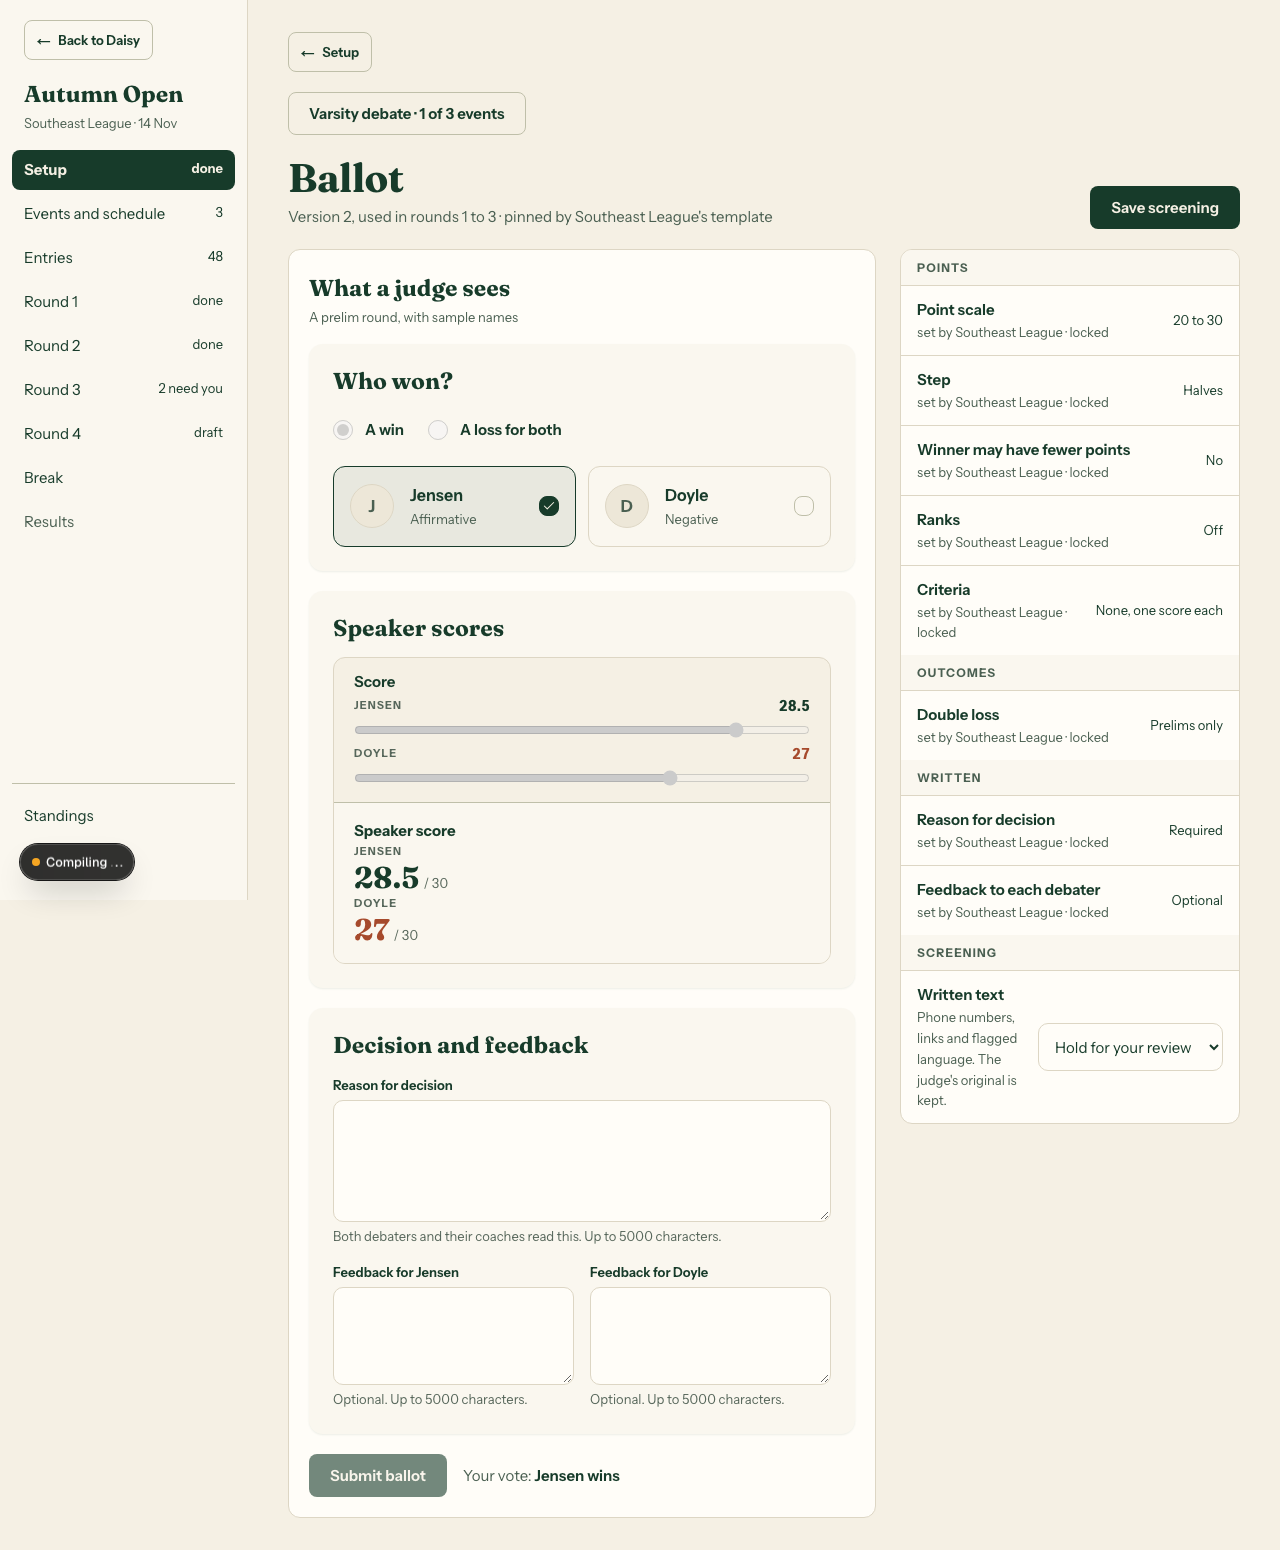 ← Back to Daisy
Autumn Open
Southeast League · 14 Nov
Setup done
Events and schedule 3
Entries 48
Round 1 done
Round 2 done
Round 3 2 need you
Round 4 draft
Break
Results
Standings
Compiling ...
← Setup
Varsity debate · 1 of 3 events
Ballot
Version 2, used in rounds 1 to 3 · pinned by Southeast League's template
Save screening
What a judge sees
A prelim round, with sample names
Who won?
A win A loss for both
J Jensen
Affirmative
D Doyle
Negative
Speaker scores
Score
JENSEN 28.5
DOYLE 27
Speaker score
JENSEN
28.5 / 30
DOYLE
27 / 30
Decision and feedback
Reason for decision
Both debaters and their coaches read this. Up to 5000 characters.
Feedback for Jensen
Optional. Up to 5000 characters.
Feedback for Doyle
Optional. Up to 5000 characters.
Submit ballot Your vote: Jensen wins
POINTS
Point scale
set by Southeast League · locked
20 to 30
Step
set by Southeast League · locked
Halves
Winner may have fewer points
set by Southeast League · locked
No
Ranks
set by Southeast League · locked
Off
Criteria
set by Southeast League ·
locked
None, one score each
OUTCOMES
Double loss
set by Southeast League · locked
Prelims only
WRITTEN
Reason for decision
set by Southeast League · locked
Required
Feedback to each debater
set by Southeast League · locked
Optional
SCREENING
Written text
Phone numbers,
links and flagged
language. The
judge's original is
kept.
Hold for your review